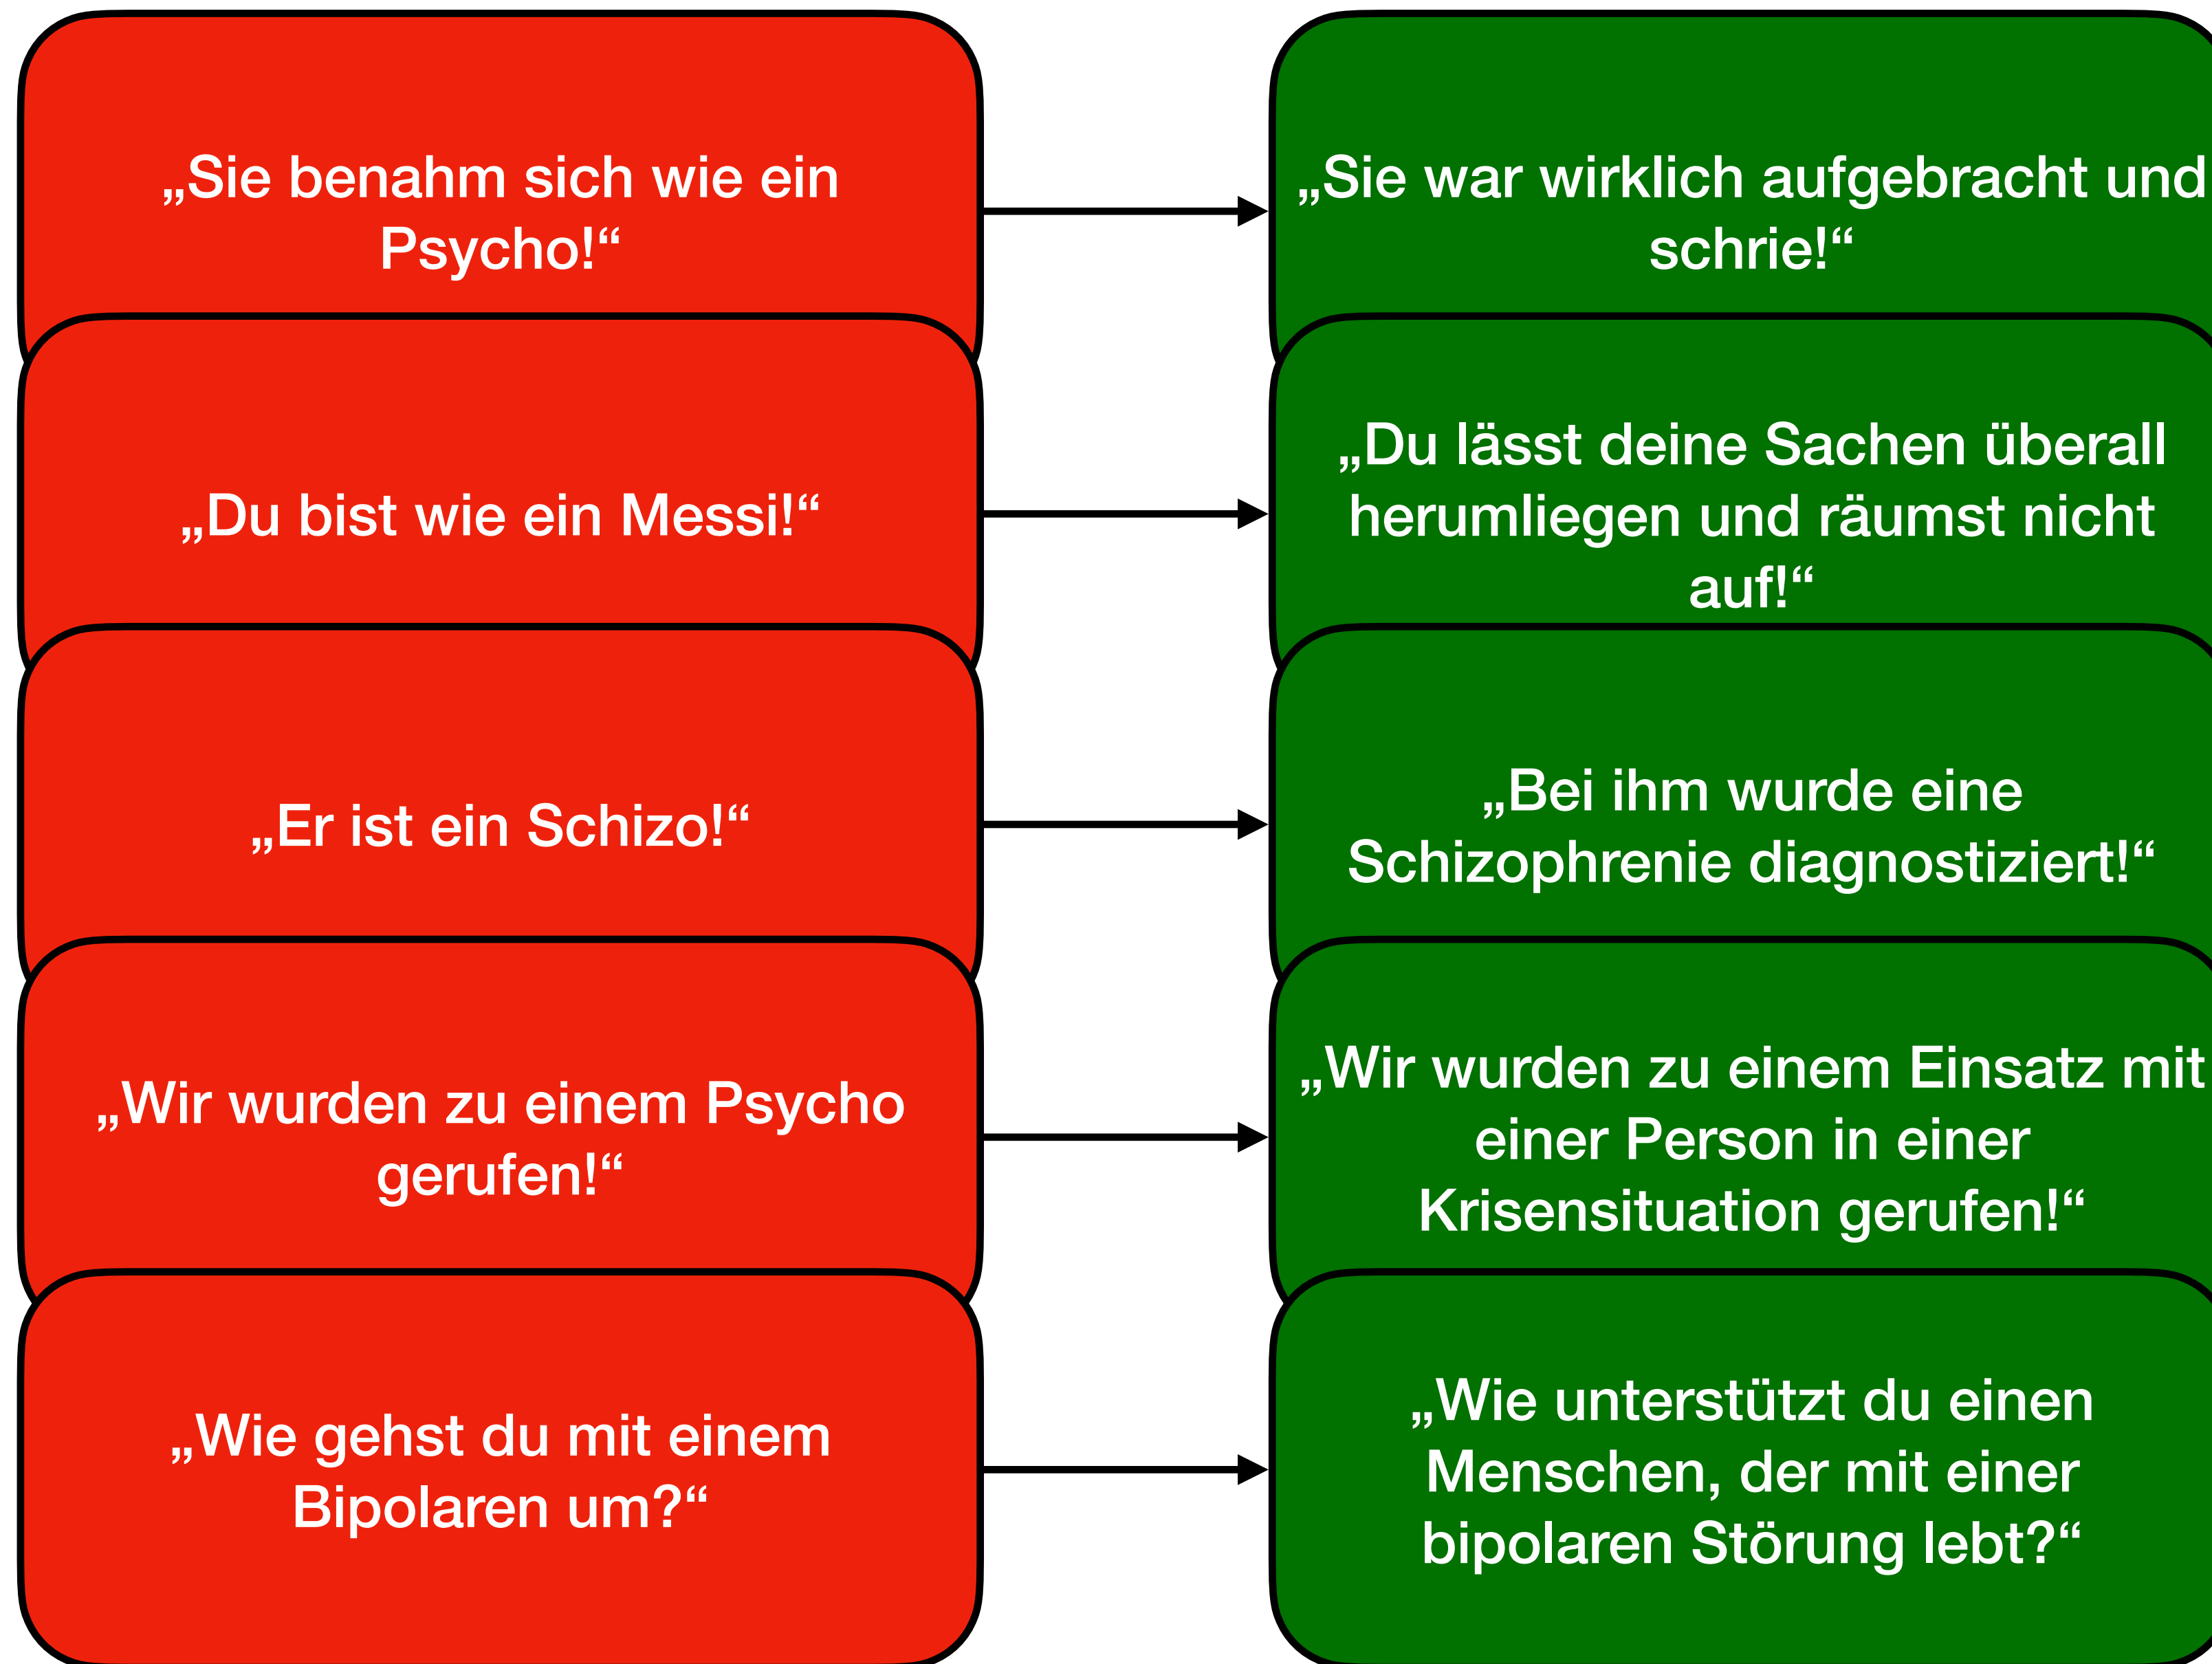 „Sie benahm sich wie ein
Psycho!“
„Sie war wirklich aufgebracht und
schrie!“
„Du bist wie ein Messi!“
„Du lässt deine Sachen überall
herumliegen und räumst nicht
auf!“
„Er ist ein Schizo!“
„Bei ihm wurde eine
Schizophrenie diagnostiziert!“
„Wir wurden zu einem Psycho
gerufen!“
„Wir wurden zu einem Einsatz mit
einer Person in einer
Krisensituation gerufen!“
„Wie gehst du mit einem
Bipolaren um?“
„Wie unterstützt du einen
Menschen, der mit einer
bipolaren Störung lebt?“